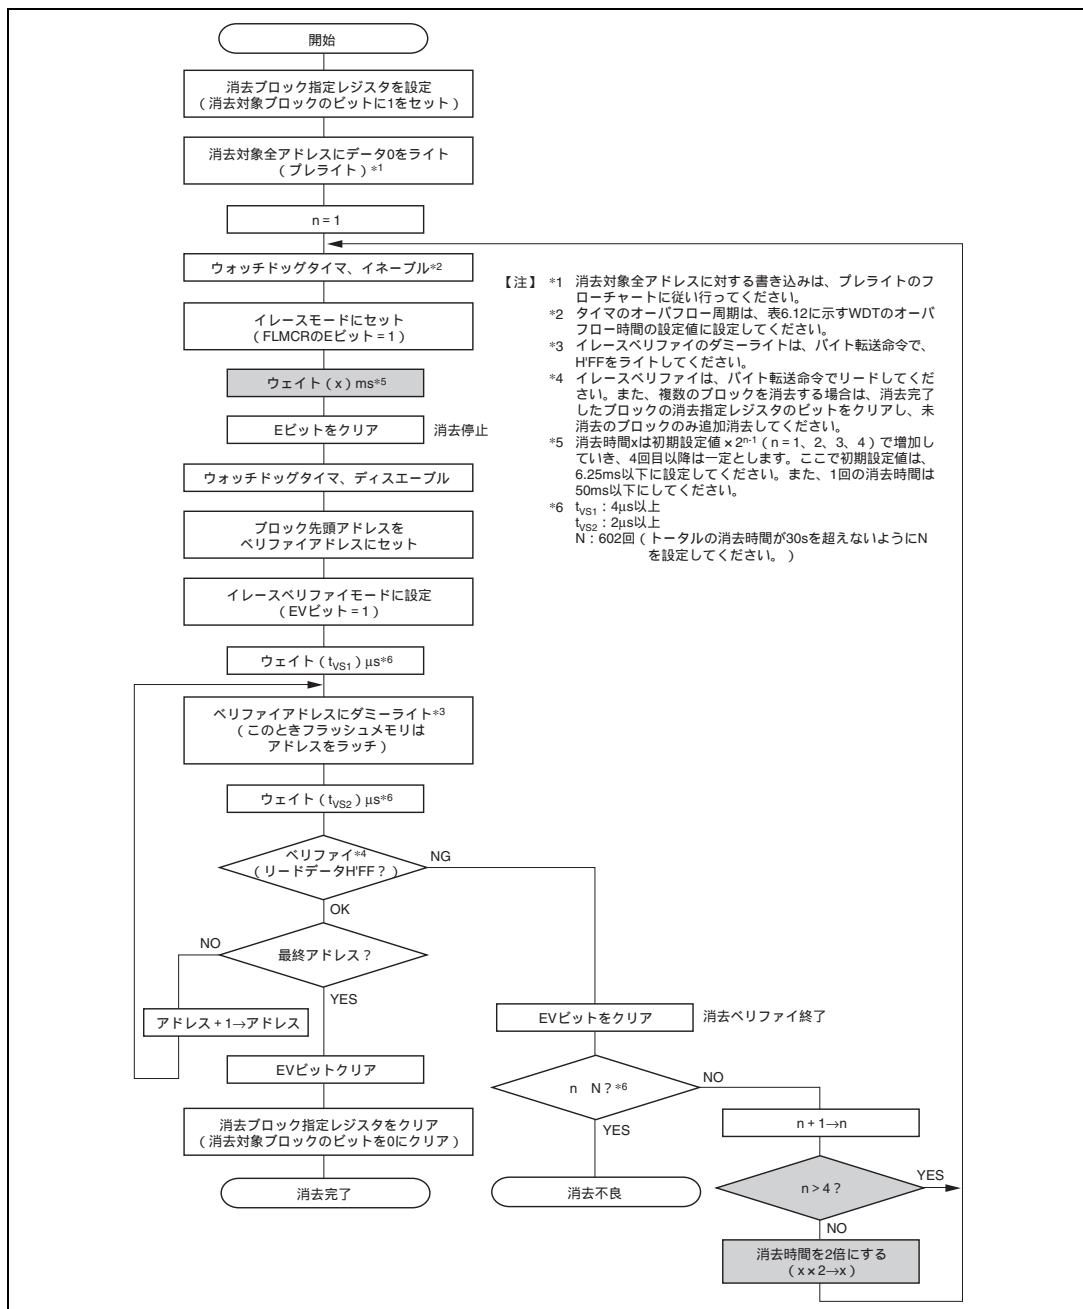 開始
消去ブロック指定レジスタを設定
（消去対象ブロックのビットに1をセット）
消去対象全アドレスにデータ0をライト
（プレライト）*1
n = 1
ウォッチドッグタイマ、イネーブル*2
イレースモードにセット
（FLMCRのEビット = 1）
ウェイト（x）ms*5
Eビットをクリア
消去停止
ウォッチドッグタイマ、ディスエーブル
ブロック先頭アドレスを
ベリファイアドレスにセット
イレースベリファイモードに設定
（EVビット = 1）
ウェイト（tVS1）μs*6
ベリファイアドレスにダミーライト*3
（このときフラッシュメモリは
アドレスをラッチ）
ウェイト（tVS2）μs*6
ベリファイ*4
（リードデータH'FF？）
NG
OK
最終アドレス？
NO
YES
アドレス + 1→アドレス
EVビットクリア
消去ブロック指定レジスタをクリア
（消去対象ブロックのビットを0にクリア）
消去完了
EVビットをクリア
消去ベリファイ終了
n N？*6
NO
YES
消去不良
n + 1→n
n > 4？
YES
NO
消去時間を2倍にする
（x × 2→x）
【注】 *1 消去対象全アドレスに対する書き込みは、プレライトのフ
ローチャートに従い行ってください。
*2 タイマのオーバフロー周期は、表6.12に示すWDTのオーバ
フロー時間の設定値に設定してください。
*3 イレースベリファイのダミーライトは、バイト転送命令で、
H'FFをライトしてください。
*4 イレースベリファイは、バイト転送命令でリードしてくだ
さい。また、複数のブロックを消去する場合は、消去完了
したブロックの消去指定レジスタのビットをクリアし、未
消去のブロックのみ追加消去してください。
*5 消去時間xは初期設定値 × 2n-1（n = 1、2、3、4）で増加し
ていき、4回目以降は一定とします。ここで初期設定値は、
6.25ms以下に設定してください。また、1回の消去時間は
50ms以下にしてください。
*6 tVS1：4μs以上
tVS2：2μs以上
N：602回（トータルの消去時間が30sを超えないようにN
を設定してください。）